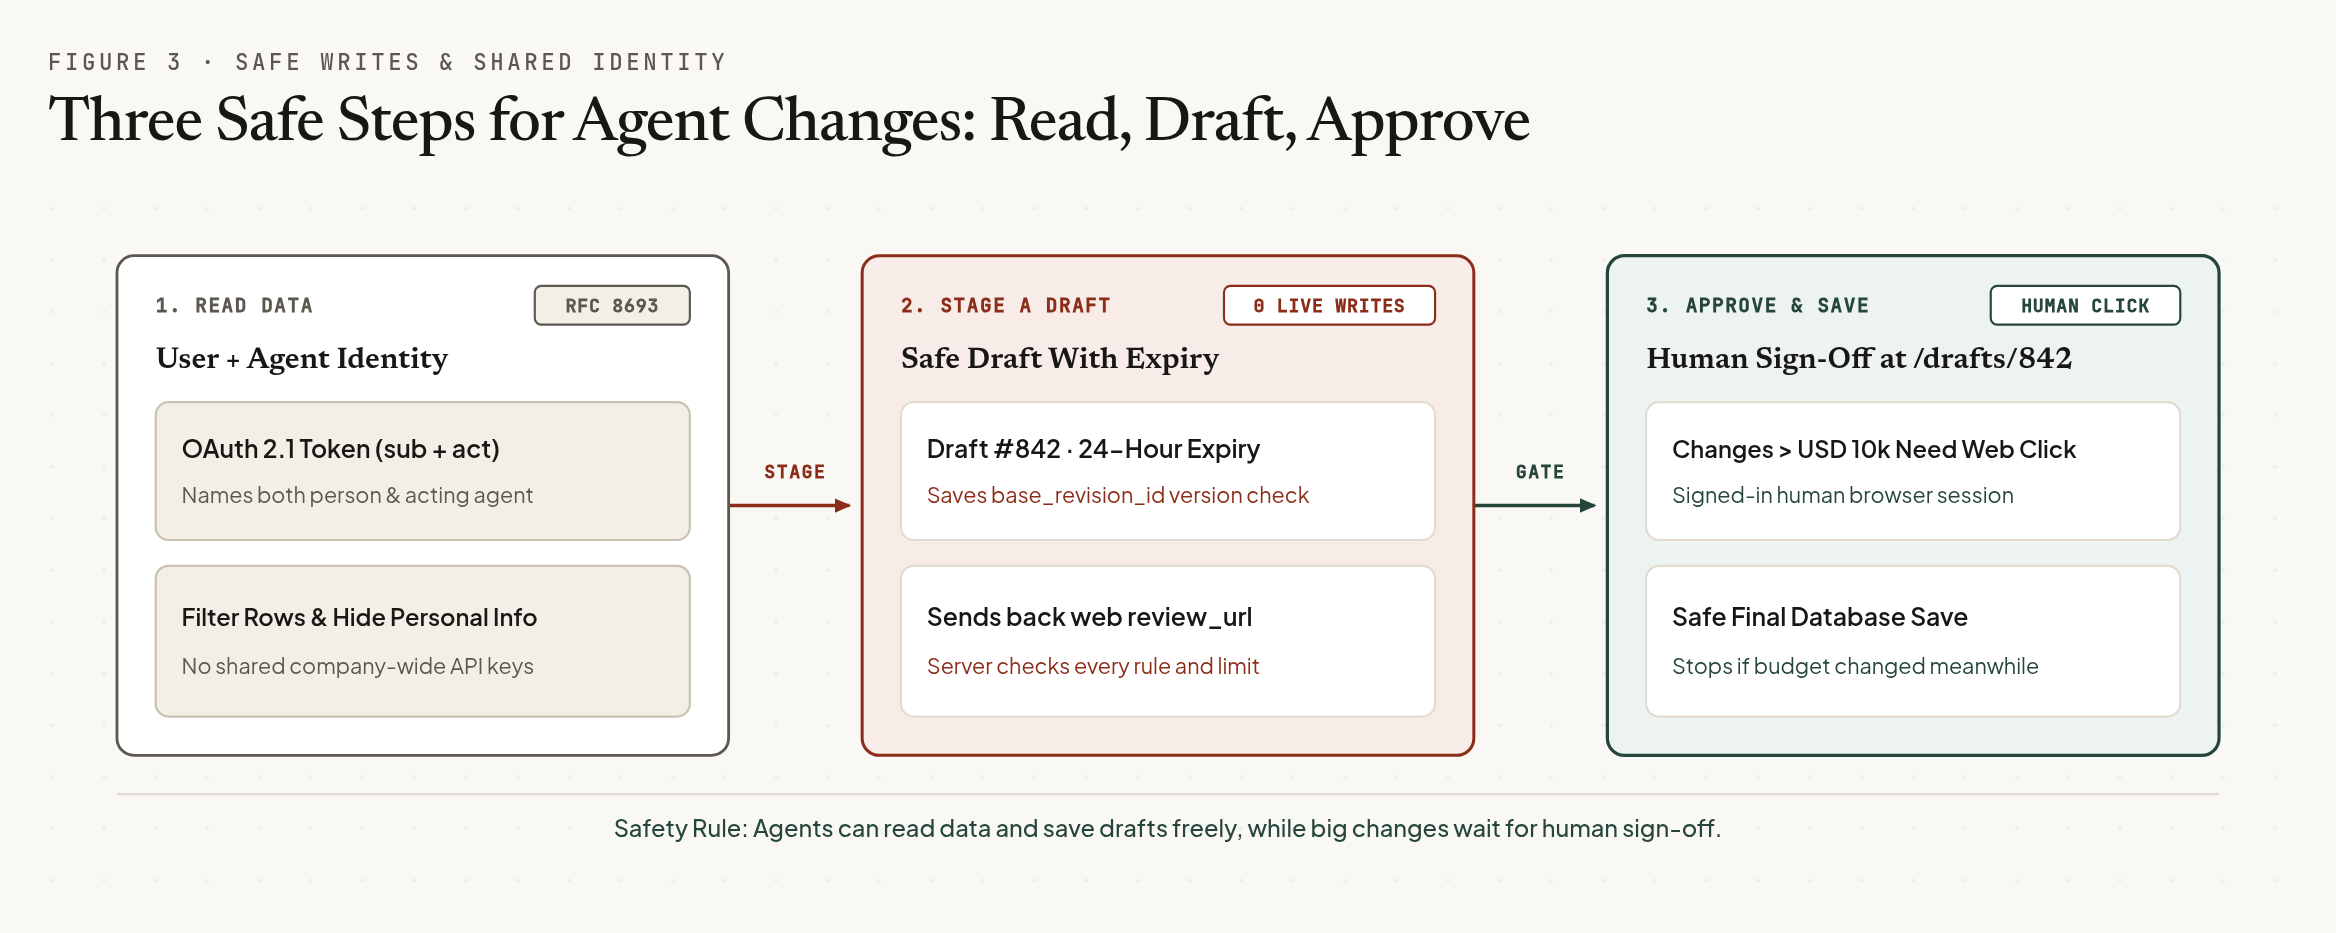 FIGURE 3 · SAFE WRITES & SHARED IDENTITY
Three Safe Steps for Agent Changes: Read, Draft, Approve
1. READ DATA
RFC 8693
User + Agent Identity
OAuth 2.1 Token (sub + act)
Names both person & acting agent
Filter Rows & Hide Personal Info
No shared company-wide API keys
STAGE
2. STAGE A DRAFT
0 LIVE WRITES
Safe Draft With Expiry
Draft #842 · 24-Hour Expiry
Saves base_revision_id version check
Sends back web review_url
Server checks every rule and limit
GATE
3. APPROVE & SAVE
HUMAN CLICK
Human Sign-Off at /drafts/842
Changes > USD 10k Need Web Click
Signed-in human browser session
Safe Final Database Save
Stops if budget changed meanwhile
Safety Rule: Agents can read data and save drafts freely, while big changes wait for human sign-off.